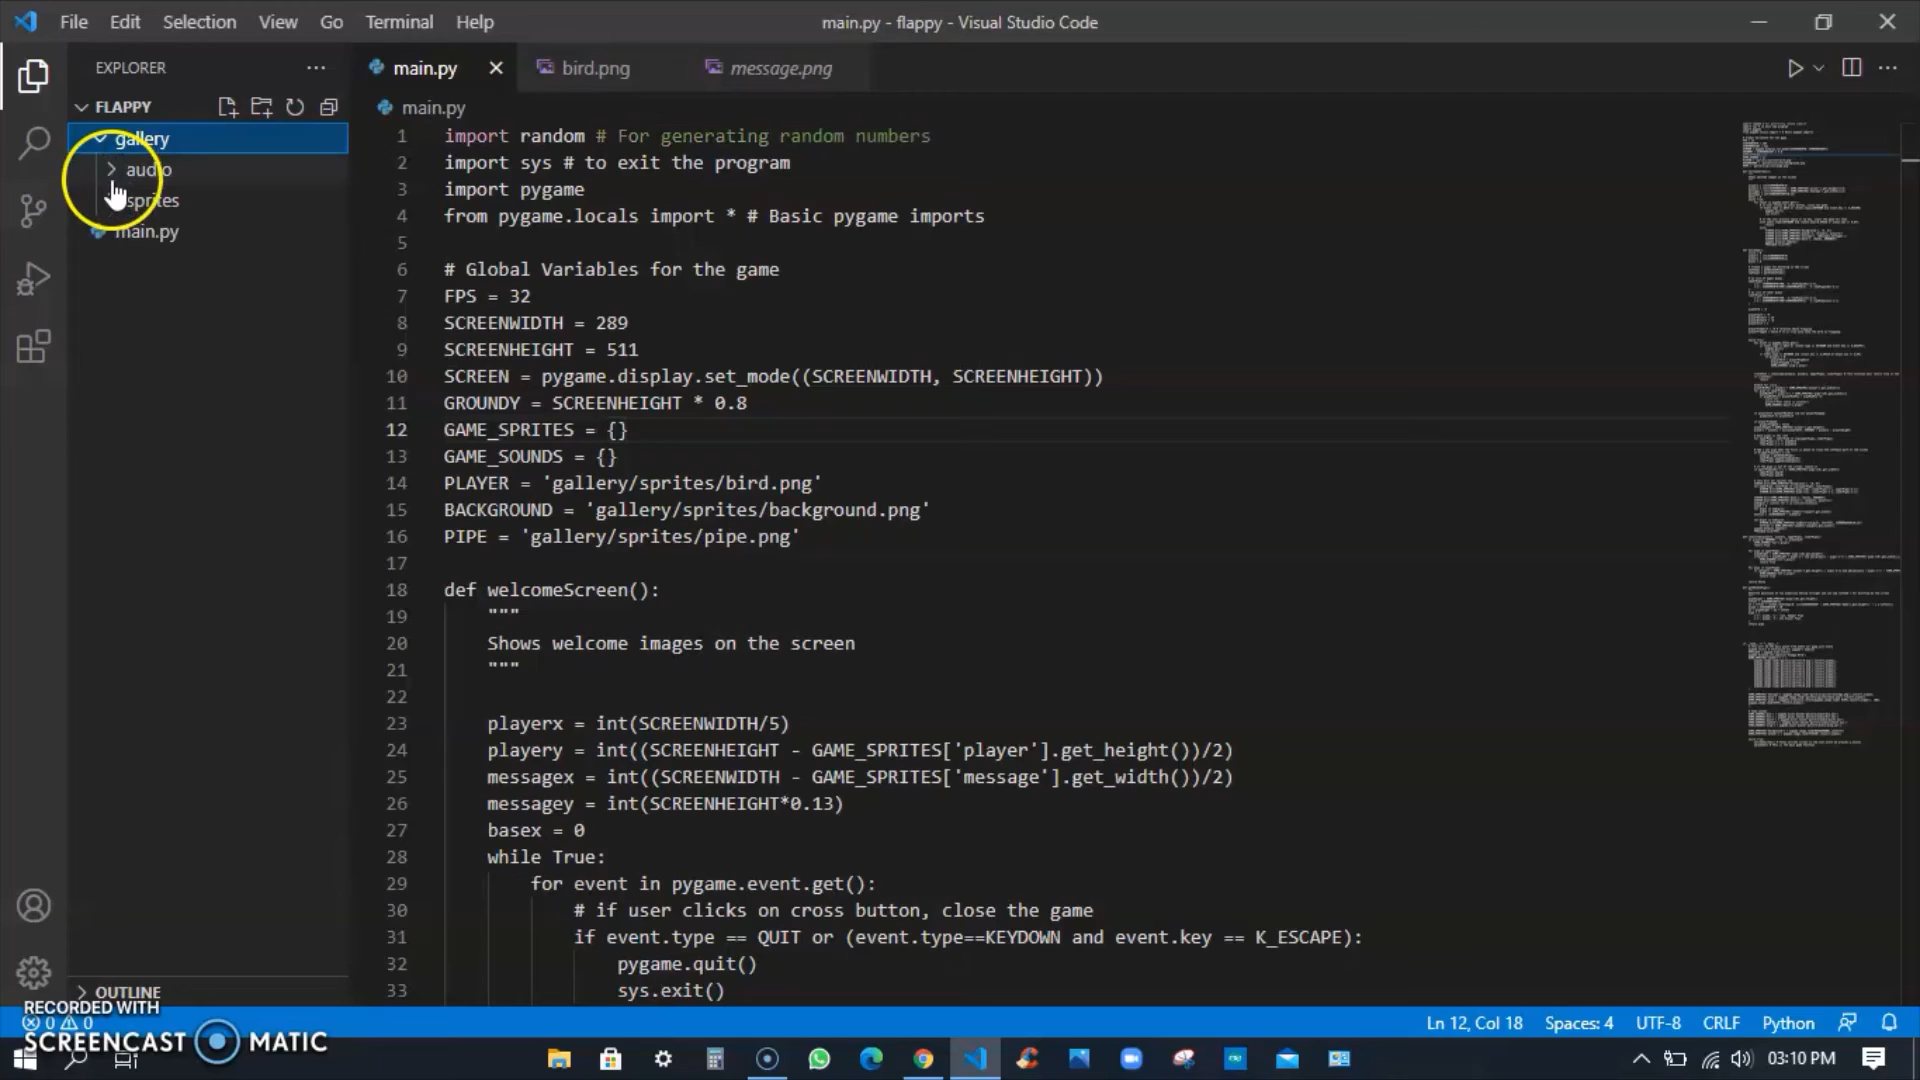 File Edit Selection View Go Terminal Help
main.py - flappy - Visual Studio Code
EXPLORER
FLAPPY
gallery
audio
sprites
main.py
OUTLINE
main.py
bird.png
message.png
main.py
1 import random # For generating random numbers
2 import sys # to exit the program
3 import pygame
4 from pygame.locals import * # Basic pygame imports
5
6 # Global Variables for the game
7 FPS = 32
8 SCREENWIDTH = 289
9 SCREENHEIGHT = 511
10 SCREEN = pygame.display.set_mode((SCREENWIDTH, SCREENHEIGHT))
11 GROUNDY = SCREENHEIGHT * 0.8
12 GAME_SPRITES = {}
13 GAME_SOUNDS = {}
14 PLAYER = 'gallery/sprites/bird.png'
15 BACKGROUND = 'gallery/sprites/background.png'
16 PIPE = 'gallery/sprites/pipe.png'
17
18 def welcomeScreen():
19 """
20 Shows welcome images on the screen
21 """
22
23 playerx = int(SCREENWIDTH/5)
24 playery = int((SCREENHEIGHT - GAME_SPRITES['player'].get_height())/2)
25 messagex = int((SCREENWIDTH - GAME_SPRITES['message'].get_width())/2)
26 messagey = int(SCREENHEIGHT*0.13)
27 basex = 0
28 while True:
29 for event in pygame.event.get():
30 # if user clicks on cross button, close the game
31 if event.type == QUIT or (event.type==KEYDOWN and event.key == K_ESCAPE):
32 pygame.quit()
33 sys.exit()
RECORDED WITH
SCREENCAST MATIC
0 0
Ln 12, Col 18 Spaces: 4 UTF-8 CRLF Python
03:10 PM